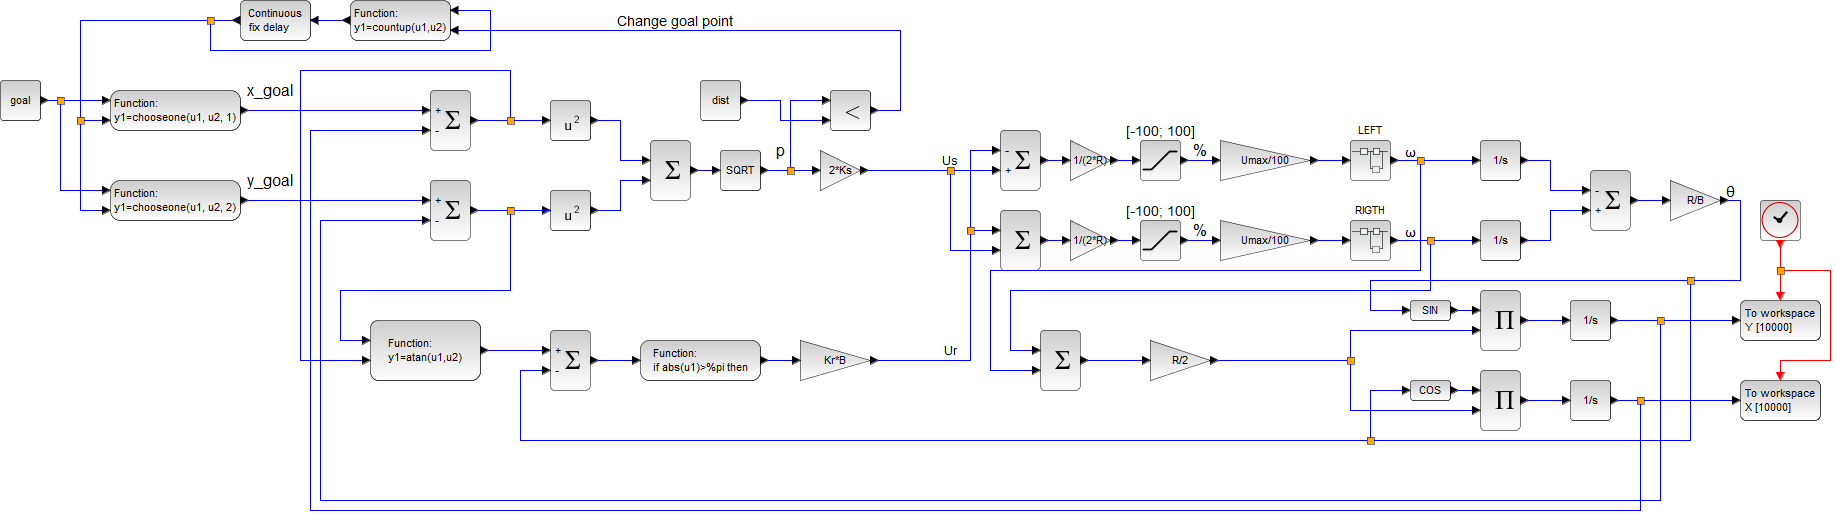 Continuous
fix delay
Function:
y1=countup(u1,u2)
Change goal point
goal
Function:
y1=chooseone(u1, u2, 1)
x_goal
+
-
Σ
u²
dist
<
Function:
y1=chooseone(u1, u2, 2)
y_goal
+
-
Σ
u²
Σ
SQRT
p
2*Ks
Us
-
+
Σ
1/(2*R)
[-100; 100]
%
Umax/100
LEFT
ω
1/s
Σ
1/(2*R)
[-100; 100]
%
Umax/100
RIGTH
ω
1/s
-
+
Σ
R/B
θ
Function:
y1=atan(u1,u2)
+
-
Σ
Function:
if abs(u1)>%pi then
Kr*B
Ur
Σ
R/2
SIN
Π
1/s
To workspace
Y [10000]
COS
Π
1/s
To workspace
X [10000]